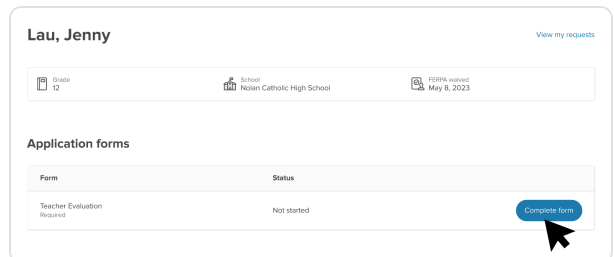 Lau, Jenny
View my requests
Grade
12
School
Nolan Catholic High School
FERPA waived
May 8, 2023
Application forms
Form Status
Teacher Evaluation
Required
Not started
Complete form